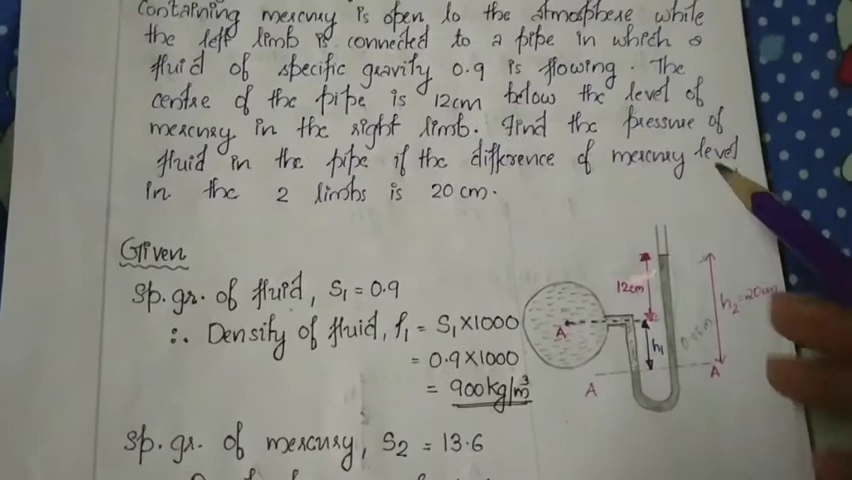 Containing mercury is open to the atmosphere while
the left limb is connected to a pipe in which a
fluid of specific gravity 0.9 is flowing. The
centre of the pipe is 12cm below the level of
mercury in the right limb. Find the pressure of
fluid in the pipe if the difference of mercury level
in the 2 limbs is 20 cm.
Given
Sp. gr. of fluid, S₁ = 0.9
∴ Density of fluid, ρ₁ = S₁ × 1000
= 0.9 × 1000
= 900 kg/m³
Sp. gr. of mercury, S₂ = 13.6
12cm
A
h₁
h₂ = 20cm
A
A